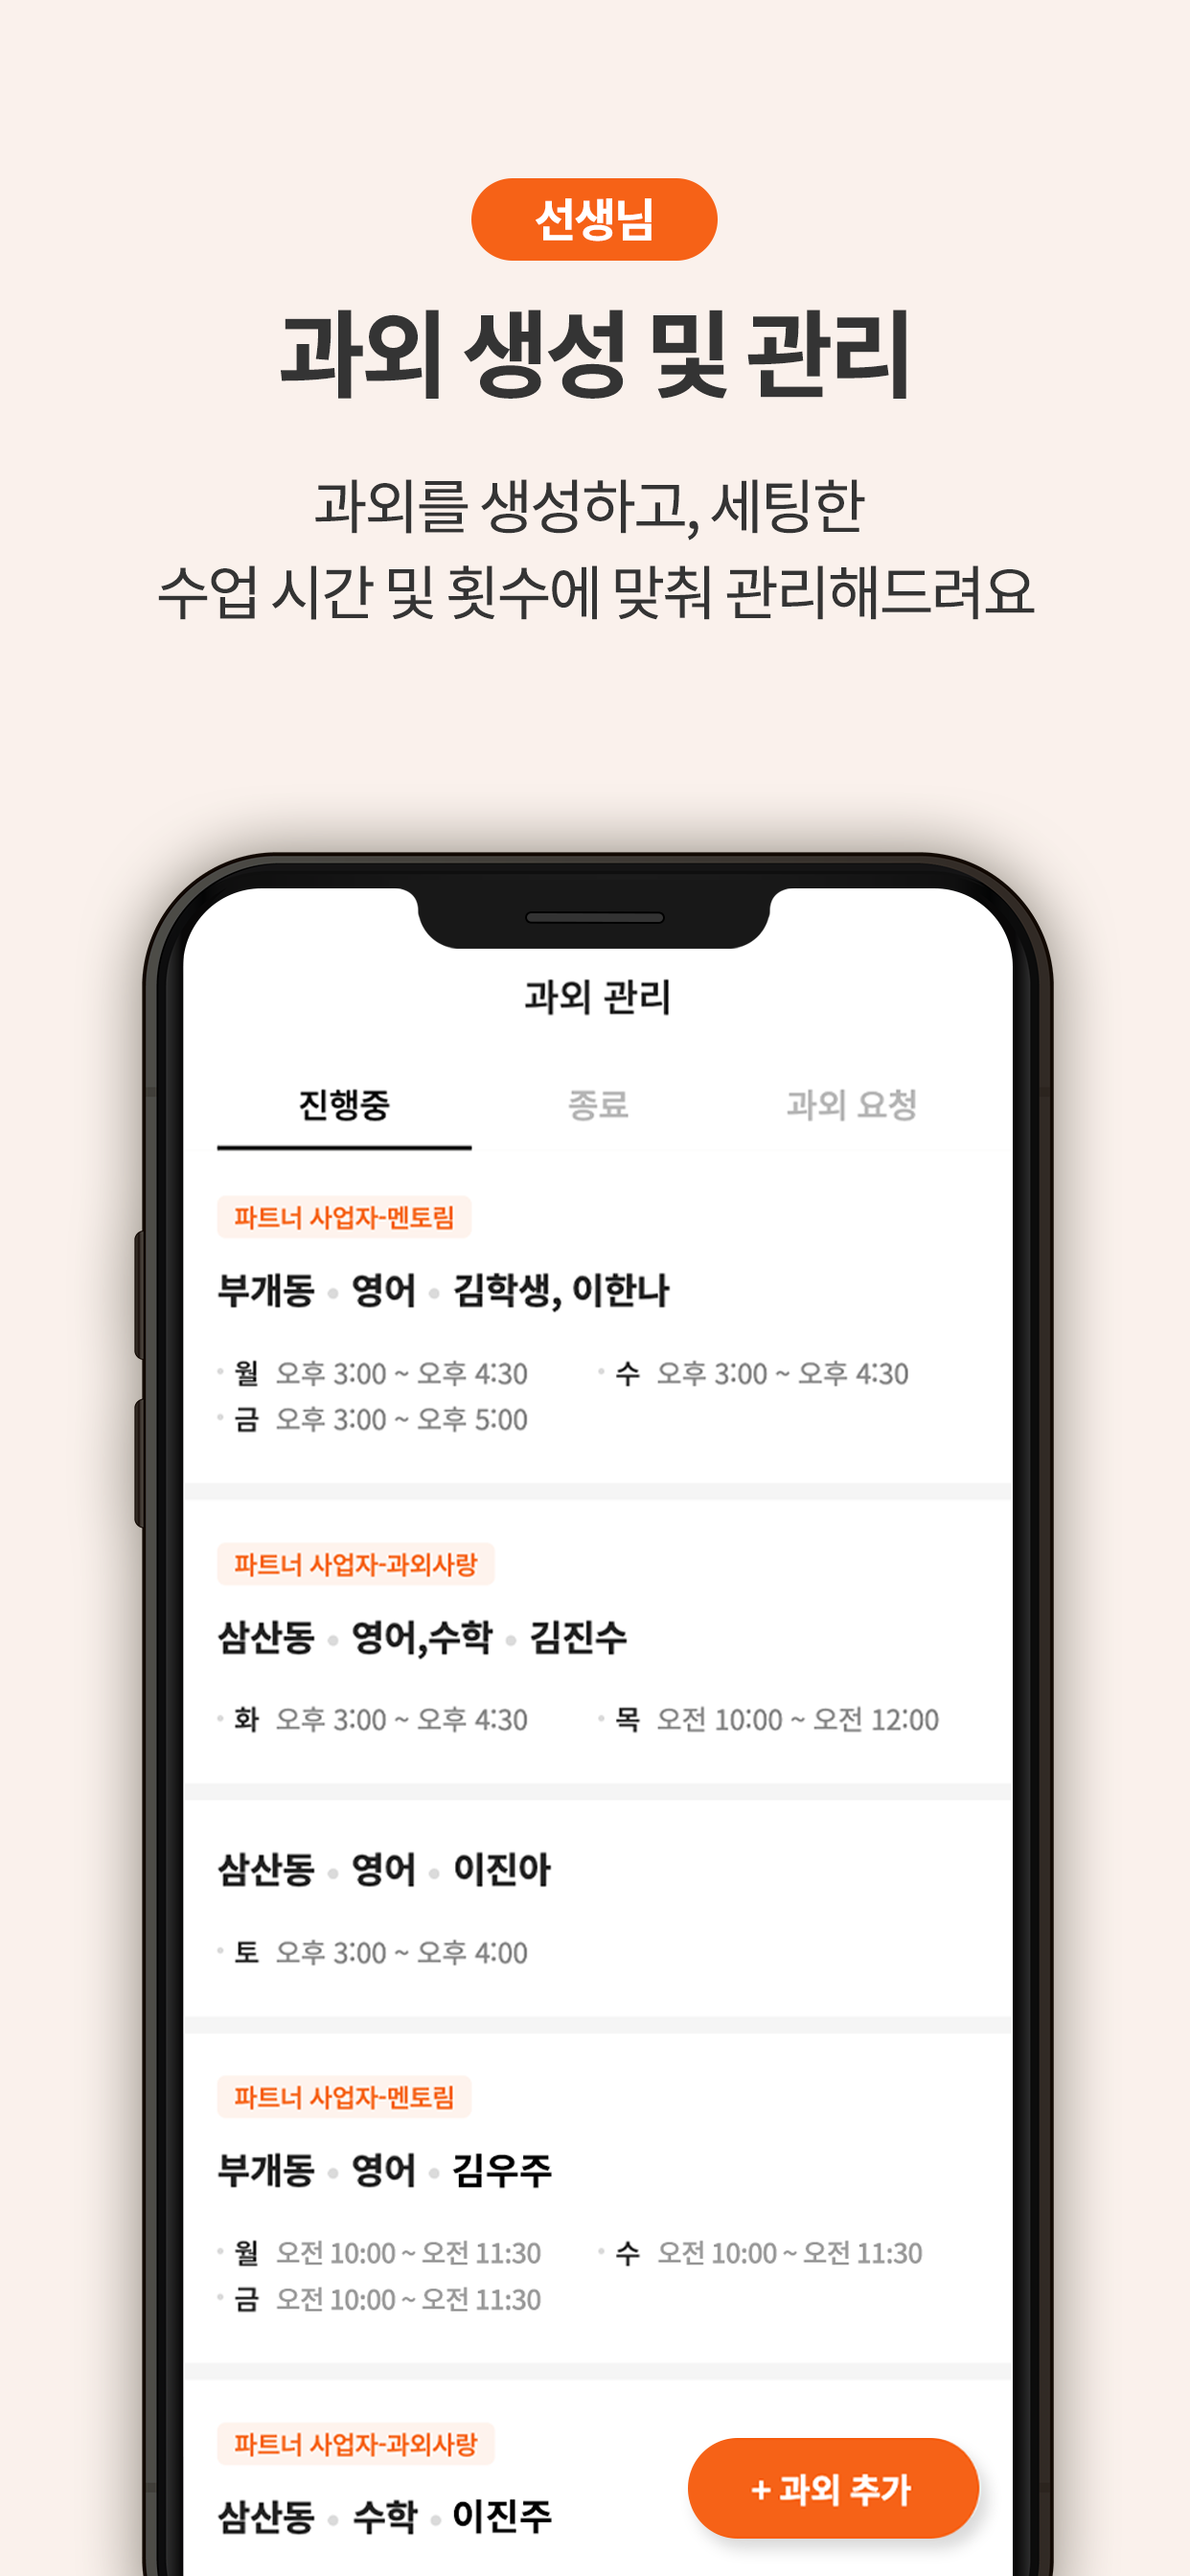 선생님
과외 생성 및 관리
과외를 생성하고, 세팅한
수업 시간 및 횟수에 맞춰 관리해드려요
과외 관리
진행중 종료 과외 요청
파트너 사업자-멘토림
부개동 • 영어 • 김학생, 이한나
• 월 오후 3:00 ~ 오후 4:30 • 수 오후 3:00 ~ 오후 4:30
• 금 오후 3:00 ~ 오후 5:00
파트너 사업자-과외사랑
삼산동 • 영어,수학 • 김진수
• 화 오후 3:00 ~ 오후 4:30 • 목 오전 10:00 ~ 오전 12:00
삼산동 • 영어 • 이진아
• 토 오후 3:00 ~ 오후 4:00
파트너 사업자-멘토림
부개동 • 영어 • 김우주
• 월 오전 10:00 ~ 오전 11:30 • 수 오전 10:00 ~ 오전 11:30
• 금 오전 10:00 ~ 오전 11:30
파트너 사업자-과외사랑
삼산동 • 수학 • 이진주
+ 과외 추가